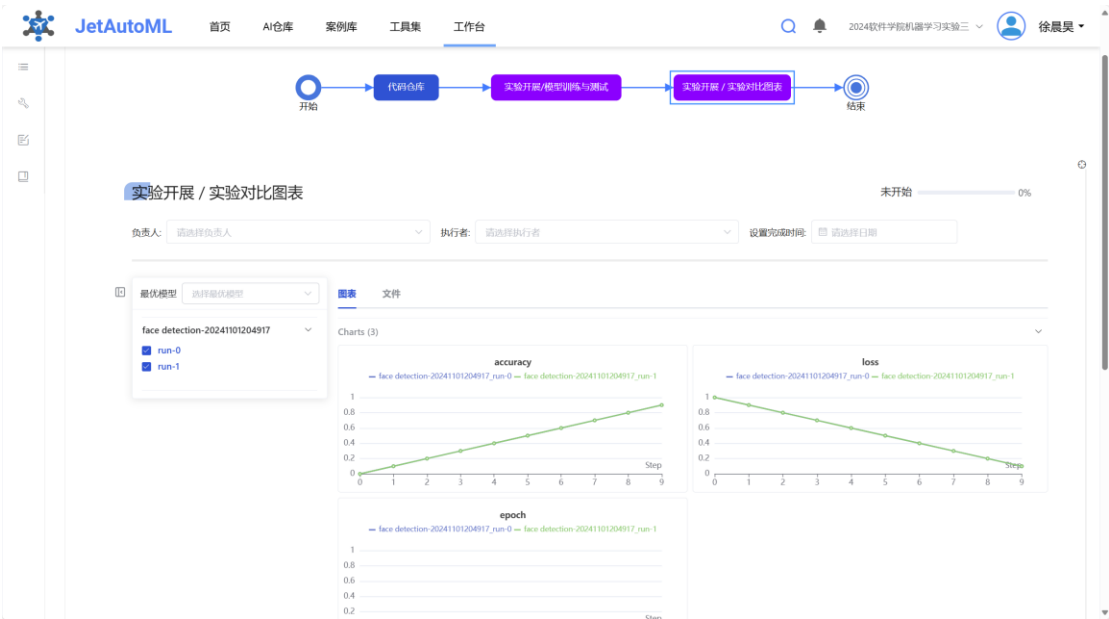 JetAutoML 首页 AI仓库 案例库 工具集 工作台 2024软件学院机器学习实验三 徐晨昊
开始 代码仓库 实验开展/模型训练与测试 实验开展 / 实验对比图表 结束
实验开展 / 实验对比图表 未开始 0%
负责人: 请选择负责人 执行者: 请选择执行者 设置完成时间: 请选择日期
最优模型 选择最优模型
face detection-20241101204917
run-0
run-1
图表 文件
Charts (3)
accuracy
face detection-20241101204917_run-0 face detection-20241101204917_run-1
1
0.8
0.6
0.4
0.2
0
Step
0 1 2 3 4 5 6 7 8 9
loss
face detection-20241101204917_run-0 face detection-20241101204917_run-1
1
0.8
0.6
0.4
0.2
0
Step
0 1 2 3 4 5 6 7 8 9
epoch
face detection-20241101204917_run-0 face detection-20241101204917_run-1
1
0.8
0.6
0.4
0.2
Step